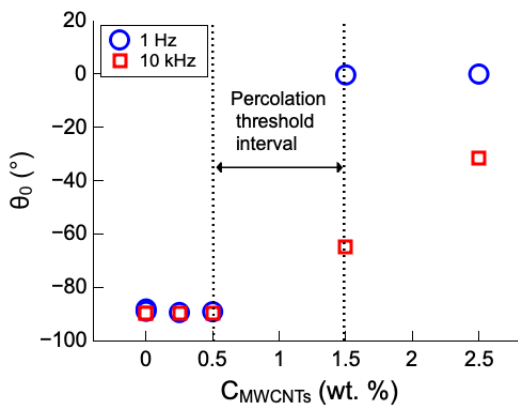 20
0
−20
−40
−60
−80
−100
θ0 (°)
1 Hz
10 kHz
Percolation
threshold
interval
0
0.5
1
1.5
2
2.5
CMWCNTs (wt. %)